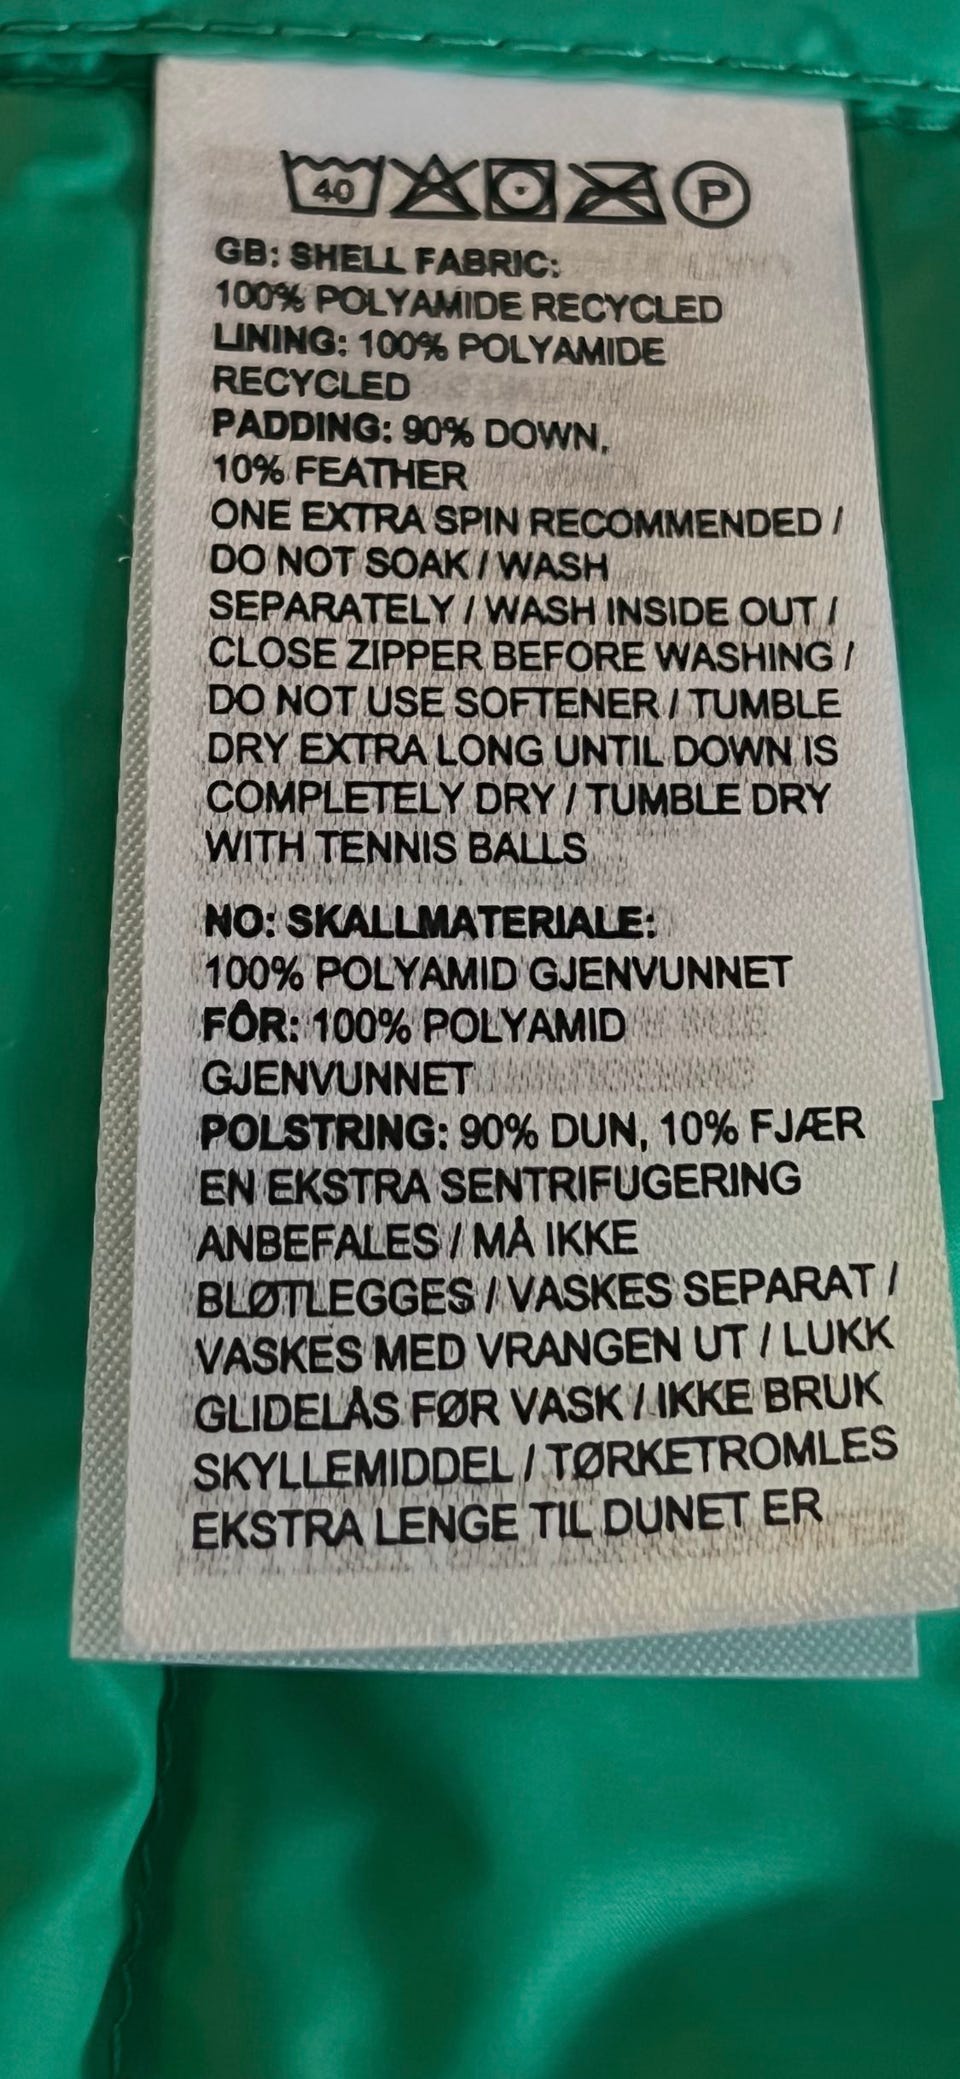 40 P
GB: SHELL FABRIC:
100% POLYAMIDE RECYCLED
LINING: 100% POLYAMIDE
RECYCLED
PADDING: 90% DOWN,
10% FEATHER
ONE EXTRA SPIN RECOMMENDED /
DO NOT SOAK / WASH
SEPARATELY / WASH INSIDE OUT /
CLOSE ZIPPER BEFORE WASHING /
DO NOT USE SOFTENER / TUMBLE
DRY EXTRA LONG UNTIL DOWN IS
COMPLETELY DRY / TUMBLE DRY
WITH TENNIS BALLS
NO: SKALLMATERIALE:
100% POLYAMID GJENVUNNET
FÔR: 100% POLYAMID
GJENVUNNET
POLSTRING: 90% DUN, 10% FJÆR
EN EKSTRA SENTRIFUGERING
ANBEFALES / MÅ IKKE
BLØTLEGGES / VASKES SEPARAT /
VASKES MED VRANGEN UT / LUKK
GLIDELÅS FØR VASK / IKKE BRUK
SKYLLEMIDDEL / TØRKETROMLES
EKSTRA LENGE TIL DUNET ER